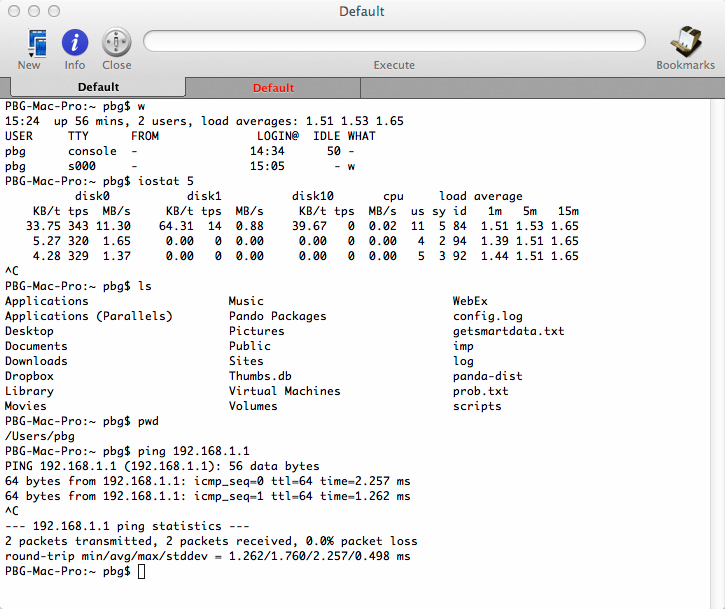 Default
New Info Close Execute Bookmarks
Default Default
PBG-Mac-Pro:~ pbg$ w
15:24  up 56 mins, 2 users, load averages: 1.51 1.53 1.65
USER     TTY      FROM              LOGIN@  IDLE WHAT
pbg      console  -                14:34      50 -
pbg      s000     -                15:05       - w
PBG-Mac-Pro:~ pbg$ iostat 5
          disk0           disk1          disk10       cpu     load average
    KB/t tps  MB/s     KB/t tps  MB/s     KB/t tps  MB/s  us sy id   1m   5m   15m
   33.75 343 11.30    64.31  14  0.88    39.67   0  0.02  11  5 84  1.51 1.53 1.65
    5.27 320  1.65     0.00   0  0.00     0.00   0  0.00   4  2 94  1.39 1.51 1.65
    4.28 329  1.37     0.00   0  0.00     0.00   0  0.00   5  3 92  1.44 1.51 1.65
^C
PBG-Mac-Pro:~ pbg$ ls
Applications                    Music                           WebEx
Applications (Parallels)        Pando Packages                  config.log
Desktop                         Pictures                        getsmartdata.txt
Documents                       Public                          imp
Downloads                       Sites                           log
Dropbox                         Thumbs.db                       panda-dist
Library                         Virtual Machines                prob.txt
Movies                          Volumes                         scripts
PBG-Mac-Pro:~ pbg$ pwd
/Users/pbg
PBG-Mac-Pro:~ pbg$ ping 192.168.1.1
PING 192.168.1.1 (192.168.1.1): 56 data bytes
64 bytes from 192.168.1.1: icmp_seq=0 ttl=64 time=2.257 ms
64 bytes from 192.168.1.1: icmp_seq=1 ttl=64 time=1.262 ms
^C
--- 192.168.1.1 ping statistics ---
2 packets transmitted, 2 packets received, 0.0% packet loss
round-trip min/avg/max/stddev = 1.262/1.760/2.257/0.498 ms
PBG-Mac-Pro:~ pbg$